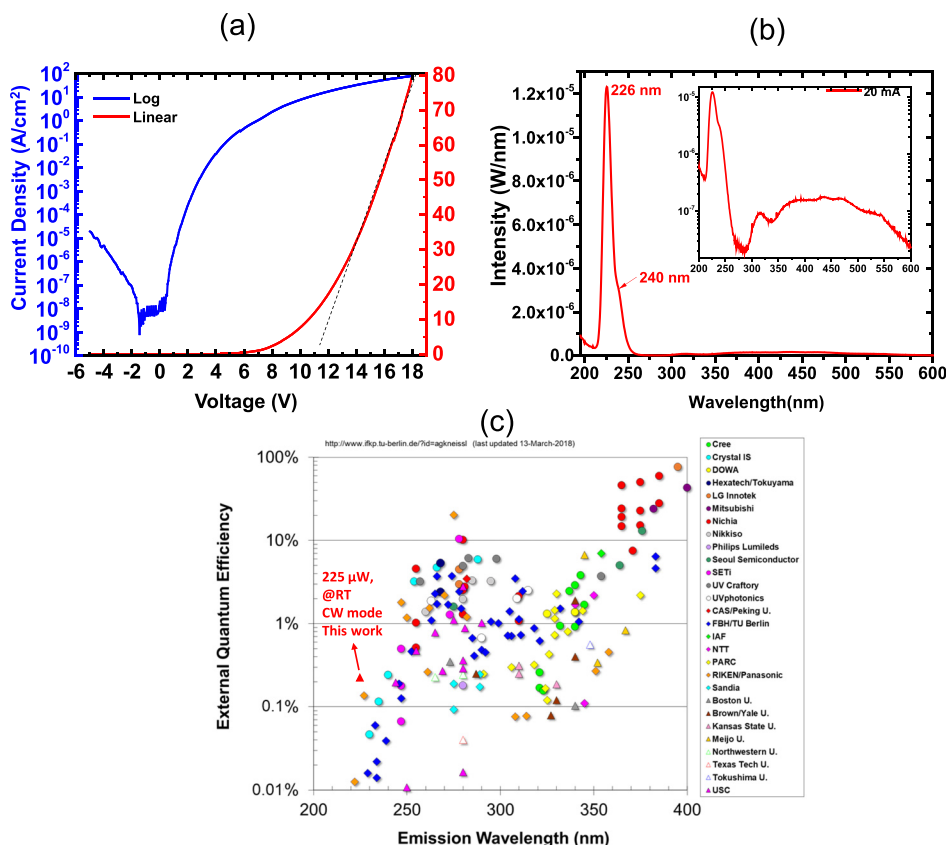 (a)
Current Density (A/cm²)
10²
10¹
10⁰
10⁻¹
10⁻²
10⁻³
10⁻⁴
10⁻⁵
10⁻⁶
10⁻⁷
10⁻⁸
10⁻⁹
10⁻¹⁰
Log
Linear
80
70
60
50
40
30
20
10
0
-6 -4 -2 0 2 4 6 8 10 12 14 16 18
Voltage (V)
(b)
Intensity (W/nm)
1.2x10⁻⁵
9.0x10⁻⁶
6.0x10⁻⁶
3.0x10⁻⁶
0.0
226 nm
240 nm
20 mA
10⁻⁵
10⁻⁶
10⁻⁷
200 250 300 350 400 450 500 550 600
200 250 300 350 400 450 500 550 600
Wavelength(nm)
(c)
http://www.ifkp.tu-berlin.de/?id=agkneissl (last updated 13-March-2018)
External Quantum Efficiency
100%
10%
1%
0.1%
0.01%
225 µW,
@RT
CW mode
This work
200 250 300 350 400
Emission Wavelength (nm)
Cree
Crystal IS
DOWA
Hexatech/Tokuyama
LG Innotek
Mitsubishi
Nichia
Nikkiso
Philips Lumileds
Seoul Semiconductor
SETi
UV Craftory
UVphotonics
CAS/Peking U.
FBH/TU Berlin
IAF
NTT
PARC
RIKEN/Panasonic
Sandia
Boston U.
Brown/Yale U.
Kansas State U.
Meijo U.
Northwestern U.
Texas Tech U.
Tokushima U.
USC